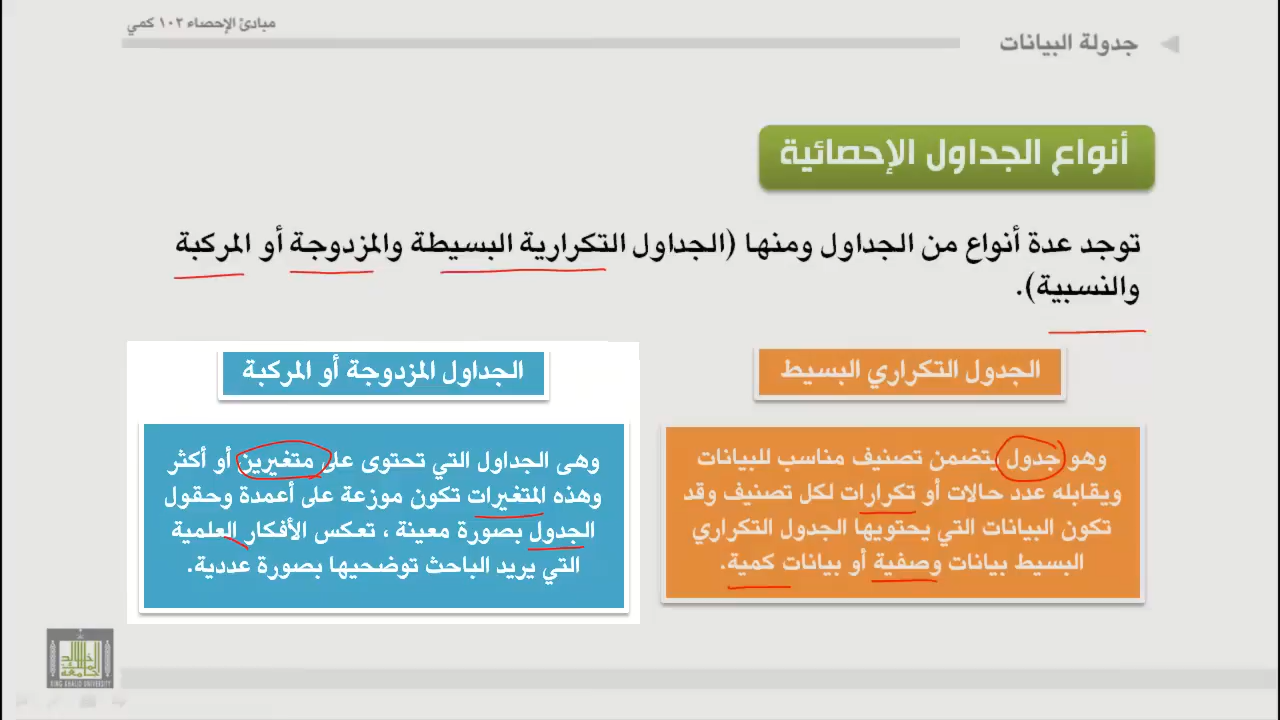 مبادئ الإحصاء ١٠٢ كمي
جدولة البيانات
أنواع الجداول الإحصائية
توجد عدة أنواع من الجداول ومنها (الجداول التكرارية البسيطة والمزدوجة أو المركبة
والنسبية).
الجدول التكراري البسيط
وهو جدول يتضمن تصنيف مناسب للبيانات
ويقابله عدد حالات أو تكرارات لكل تصنيف وقد
تكون البيانات التي يحتويها الجدول التكراري
البسيط بيانات وصفية أو بيانات كمية.
الجداول المزدوجة أو المركبة
وهى الجداول التي تحتوى على متغيرين أو أكثر
وهذه المتغيرات تكون موزعة على أعمدة وحقول
الجدول بصورة معينة ، تعكس الأفكار العلمية
التي يريد الباحث توضيحها بصورة عددية.
KING KHALID UNIVERSITY